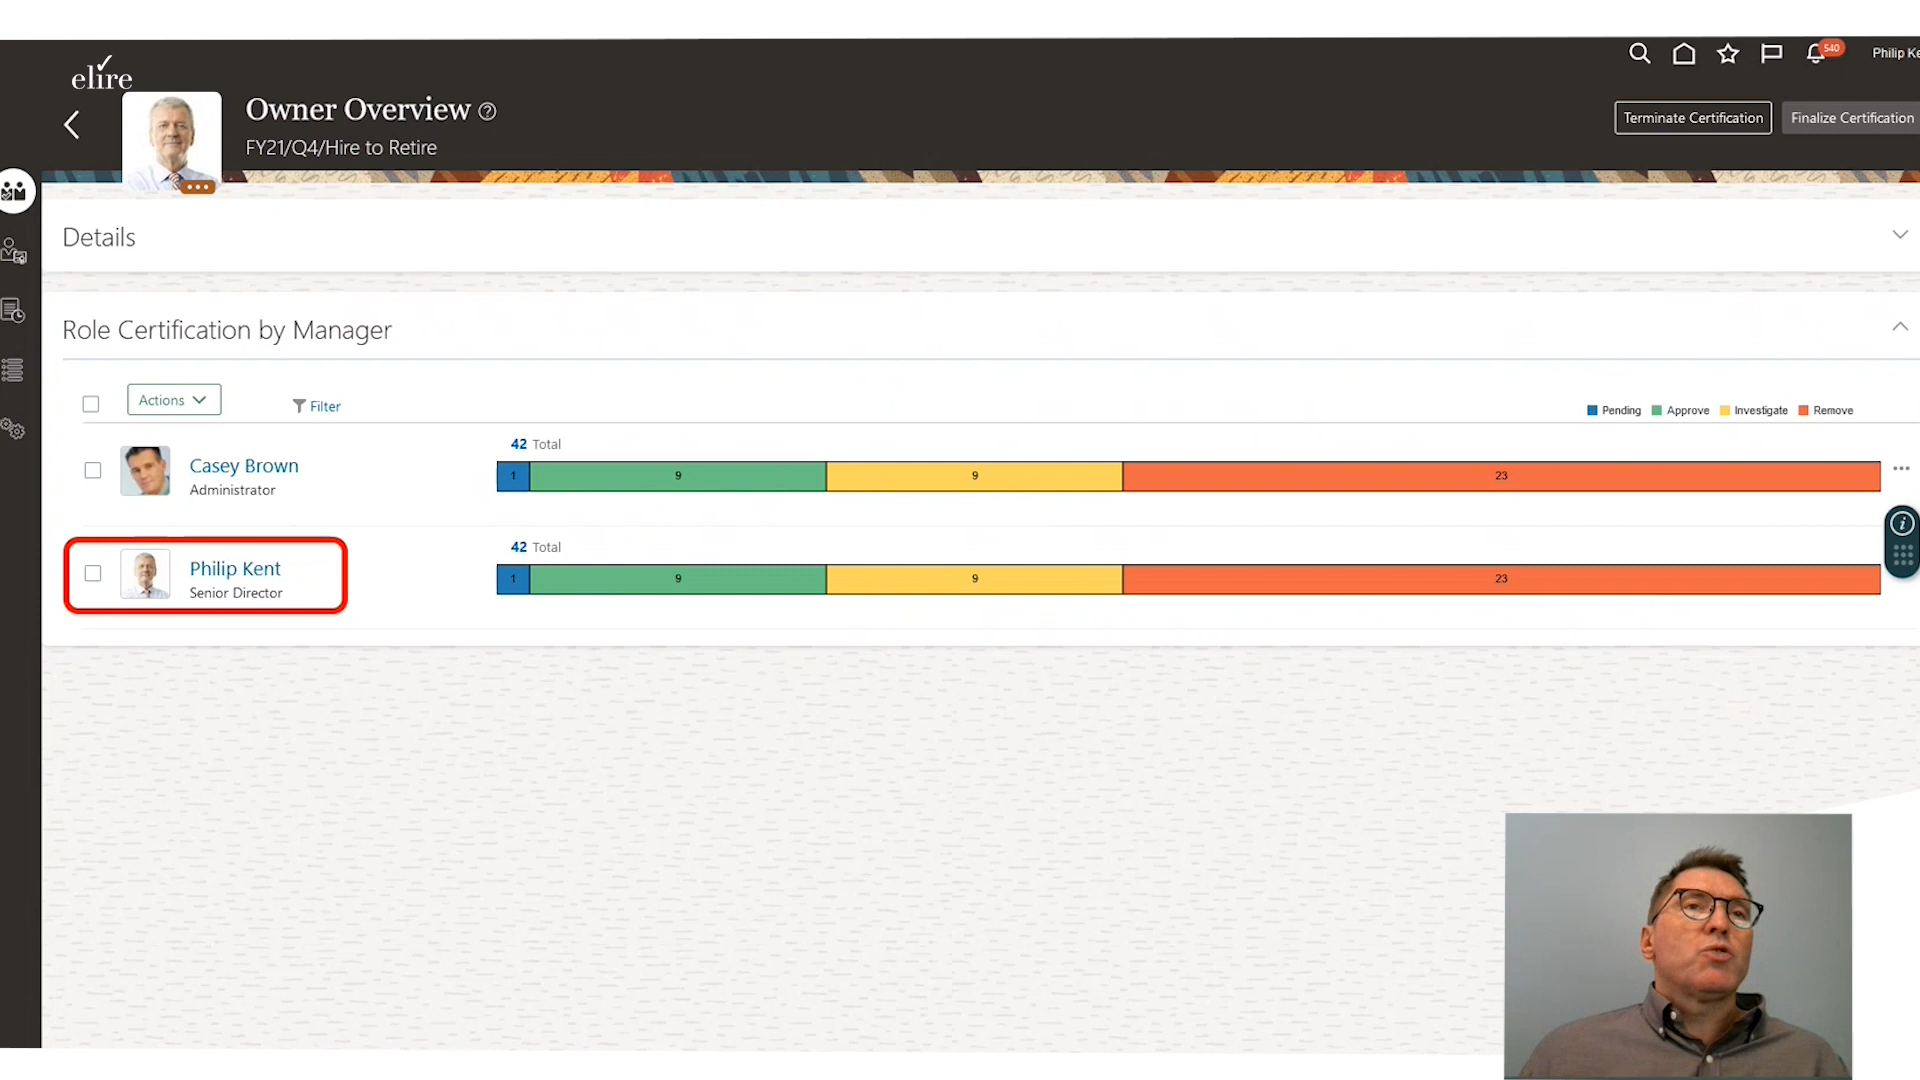 elire
540
Philip Ke
Owner Overview ?
FY21/Q4/Hire to Retire
Terminate Certification
Finalize Certification
Details
Role Certification by Manager
Actions
Filter
Pending Approve Investigate Remove
42 Total
Casey Brown
Administrator
1 9 9 23
42 Total
Philip Kent
Senior Director
1 9 9 23
i